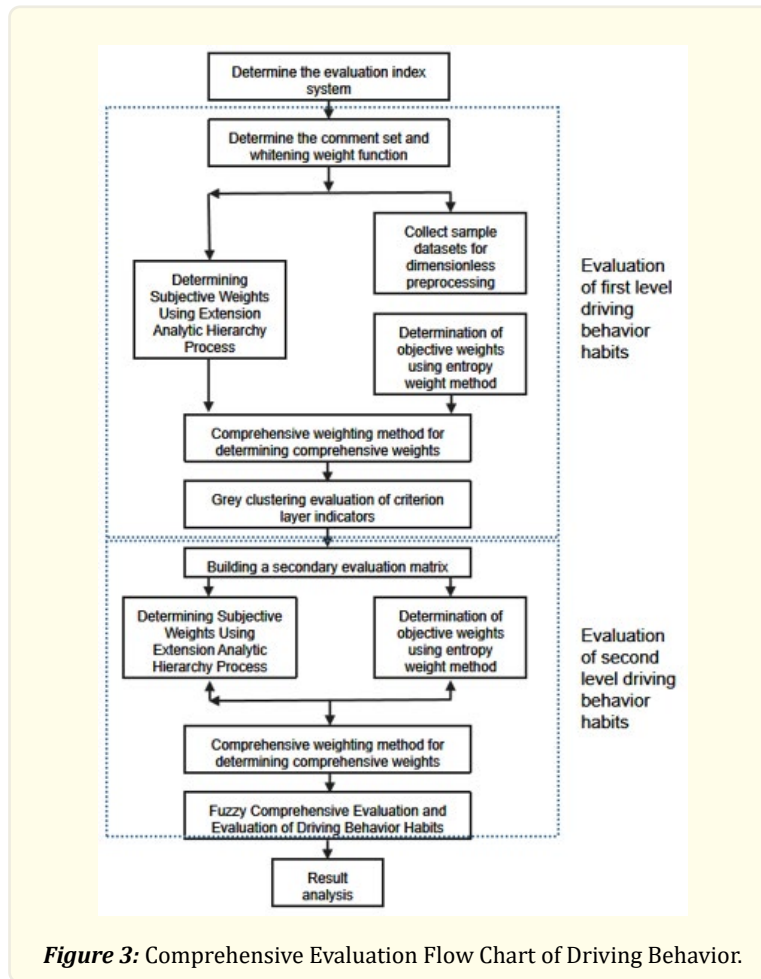 Determine the evaluation index
system
Determine the comment set and
whitening weight function
Collect sample
datasets for
dimensionless
preprocessing
Determining
Subjective Weights
Using Extension
Analytic Hierarchy
Process
Determination of
objective weights
using entropy
weight method
Evaluation
of first level
driving
behavior
habits
Comprehensive weighting method for
determining comprehensive weights
Grey clustering evaluation of criterion
layer indicators
Building a secondary evaluation matrix
Determining Subjective
Weights Using
Extension Analytic
Hierarchy Process
Determination of
objective weights
using entropy
weight method
Evaluation
of second
level driving
behavior
habits
Comprehensive weighting method for
determining comprehensive weights
Fuzzy Comprehensive Evaluation and
Evaluation of Driving Behavior Habits
Result
analysis
Figure 3: Comprehensive Evaluation Flow Chart of Driving Behavior.